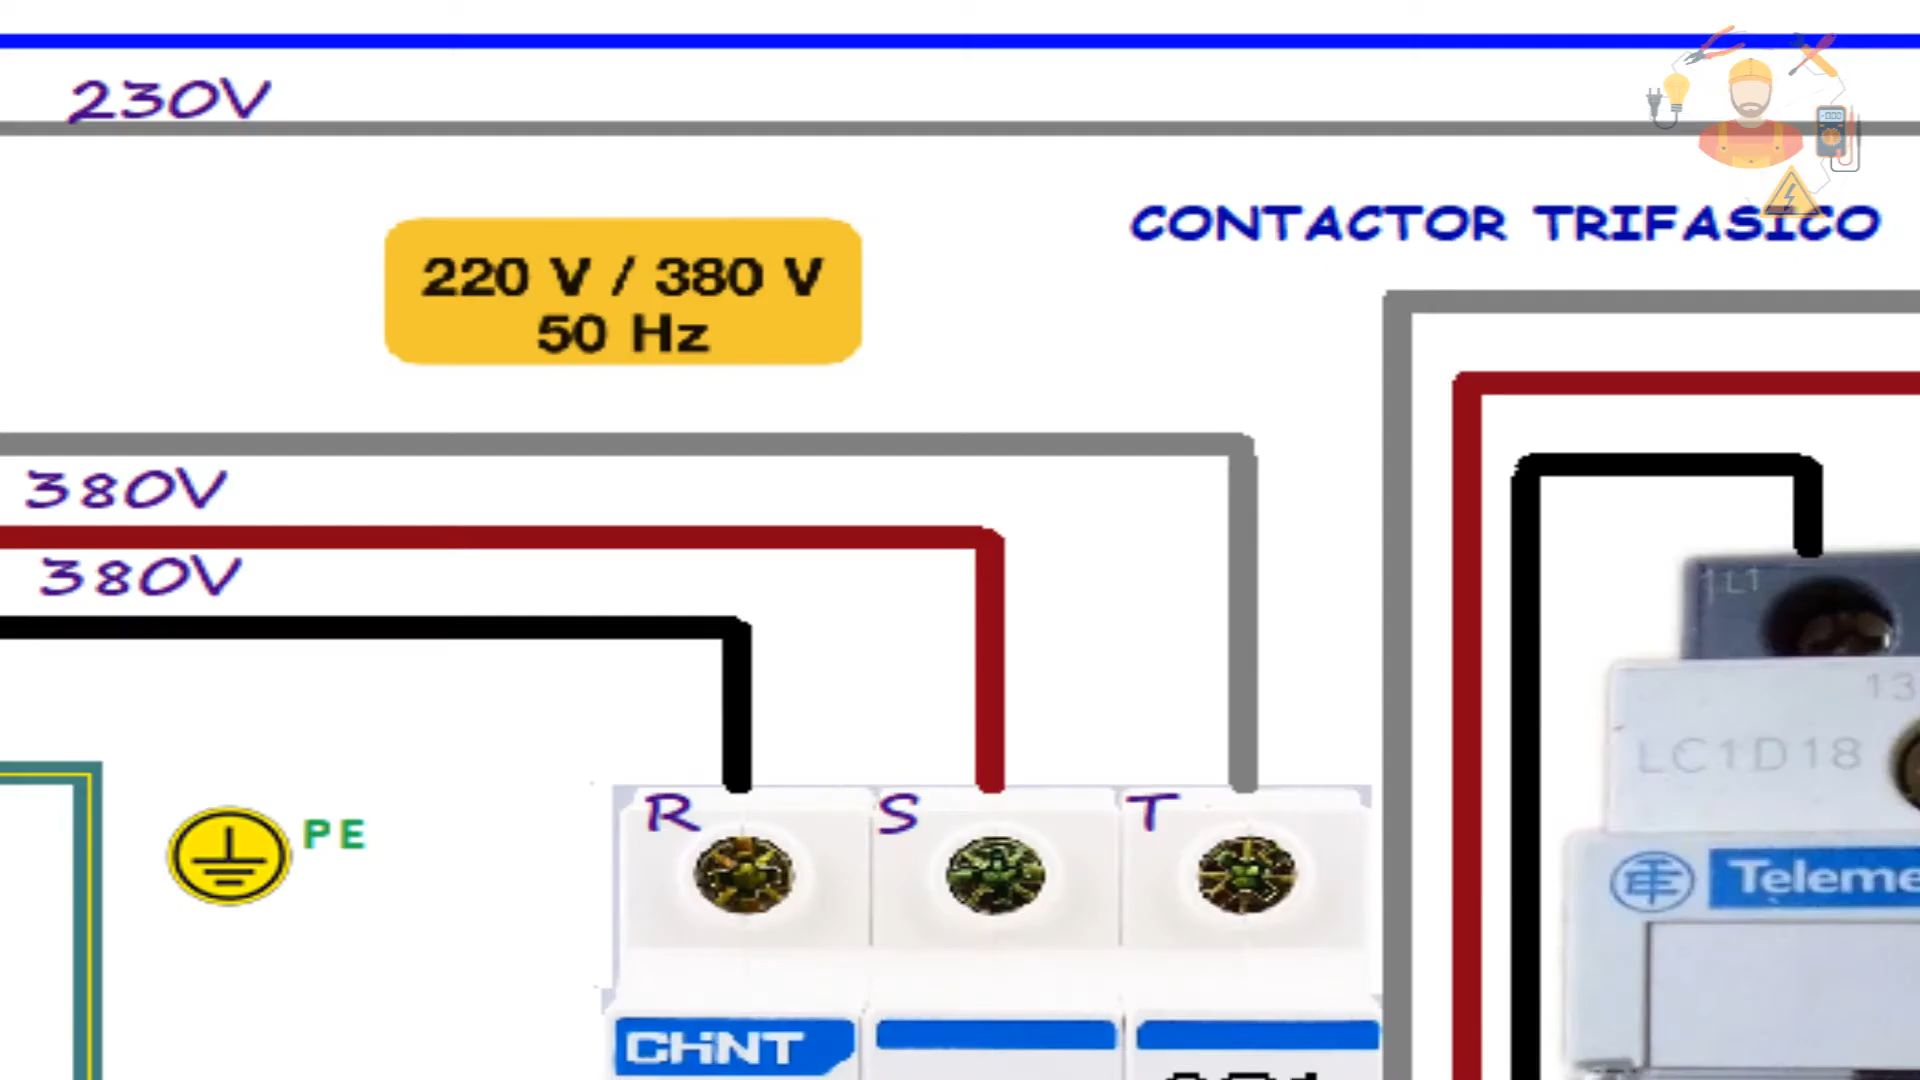 230V
CONTACTOR TRIFASICO
220 V / 380 V
50 Hz
380V
380V
1L1
13
LC1D18
R
S
T
PE
Teleme
CHNT